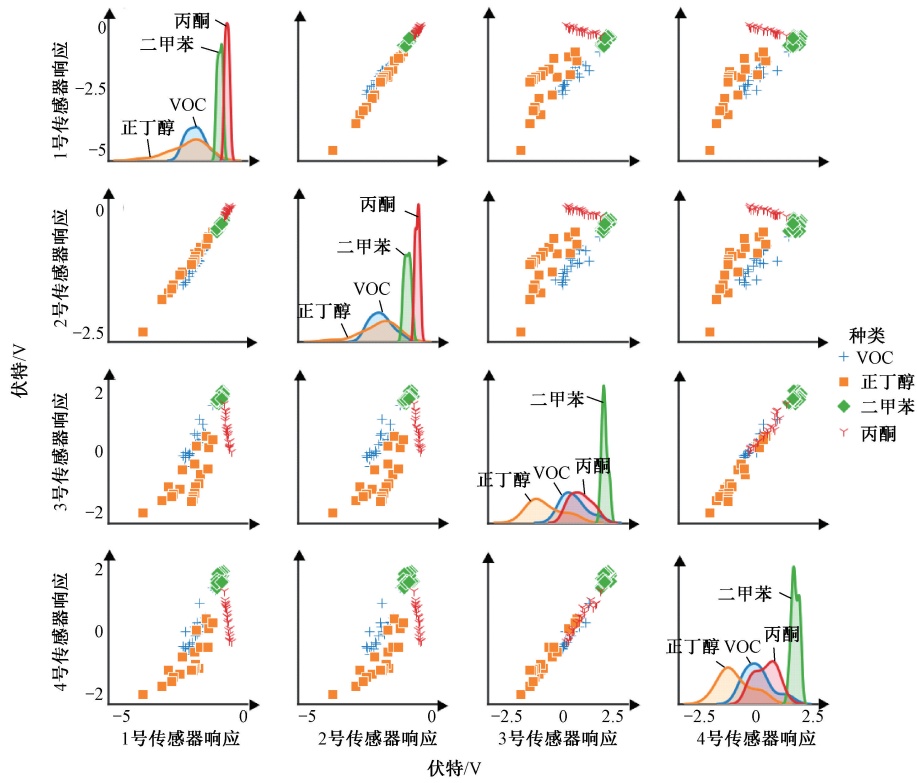 0
−2.5
−5
1号传感器响应
丙酮
二甲苯
VOC
正丁醇
0
−2.5
2号传感器响应
丙酮
二甲苯
VOC
正丁醇
伏特/V
2
0
−2
3号传感器响应
二甲苯
正丁醇
VOC
丙酮
2
0
−2
4号传感器响应
二甲苯
正丁醇
VOC
丙酮
种类
VOC
正丁醇
二甲苯
丙酮
−5 0
−5 0
−2.5 0 2.5
−2.5 0 2.5
1号传感器响应
2号传感器响应
3号传感器响应
4号传感器响应
伏特/V